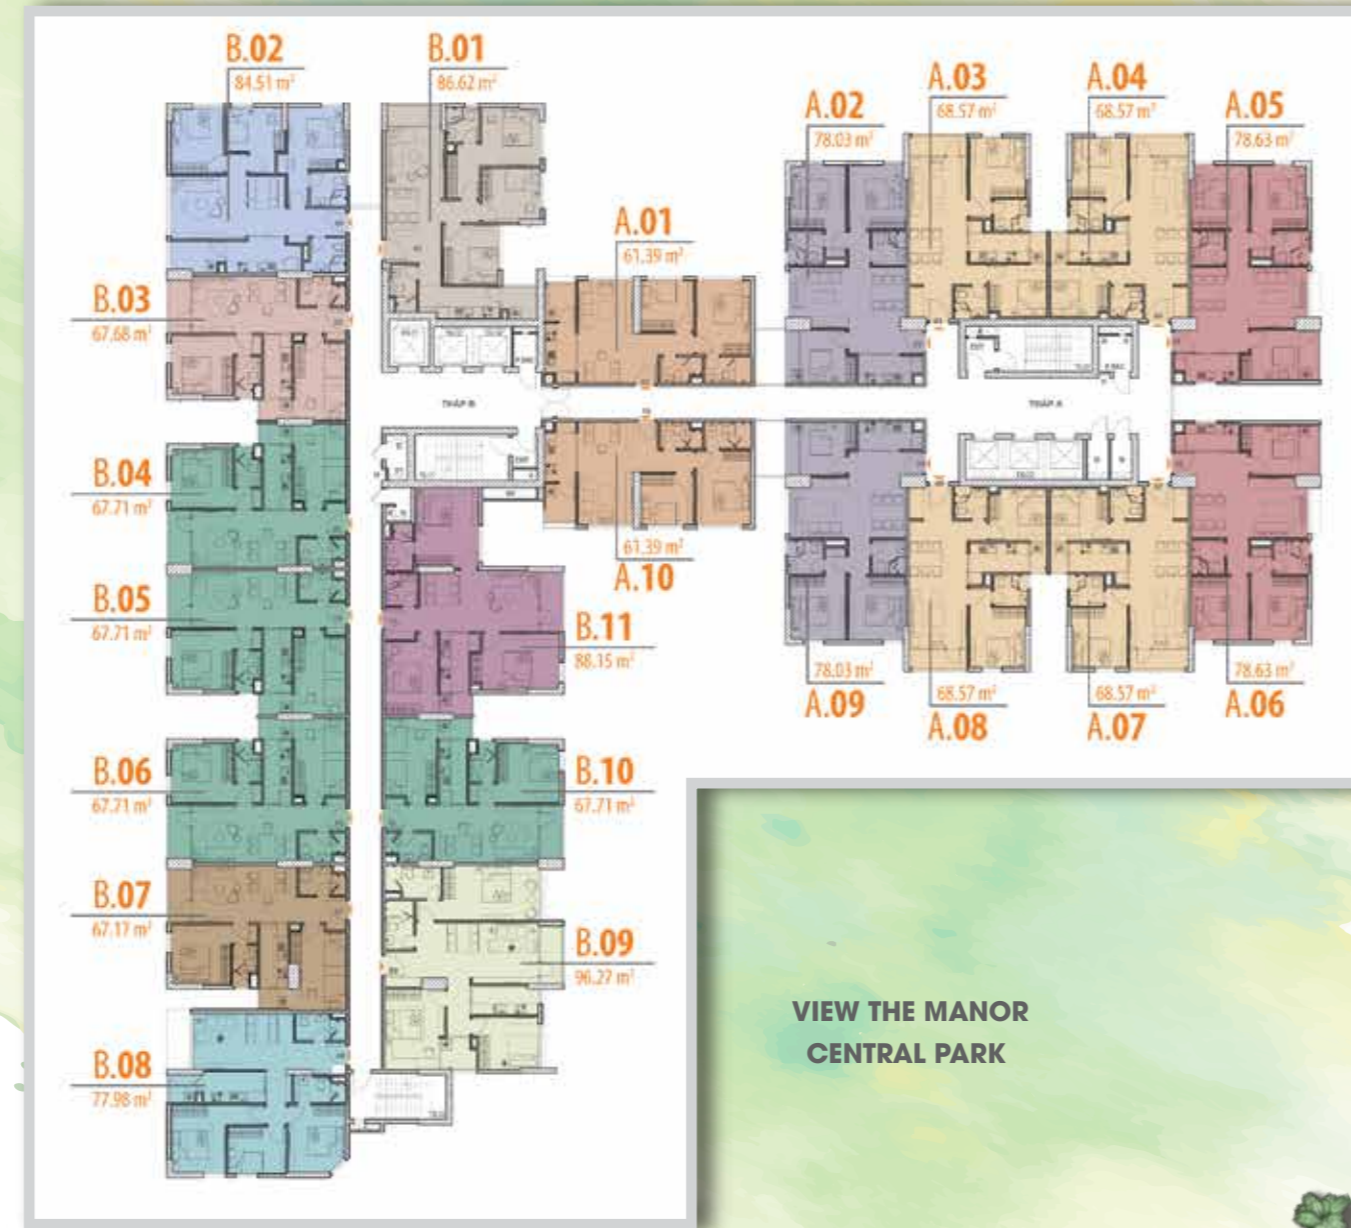 B.02
84.51 m²
B.01
86.62 m²
A.03
68.57 m²
A.04
68.57 m²
A.02
78.03 m²
A.05
78.63 m²
A.01
61.39 m²
B.03
67.68 m²
THÁP B
THÁP A
B.04
67.71 m²
61.39 m²
A.10
B.05
67.71 m²
B.11
88.15 m²
78.03 m²
A.09
68.57 m²
A.08
68.57 m²
A.07
78.63 m²
A.06
B.06
67.71 m²
B.10
67.71 m²
B.07
67.17 m²
B.09
96.27 m²
B.08
77.98 m²
VIEW THE MANOR
CENTRAL PARK